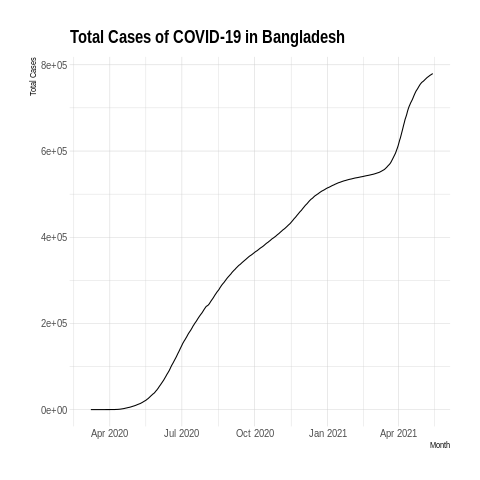 Total Cases of COVID-19 in Bangladesh
Total Cases
8e+05
6e+05
4e+05
2e+05
0e+00
Apr 2020 Jul 2020 Oct 2020 Jan 2021 Apr 2021
Month